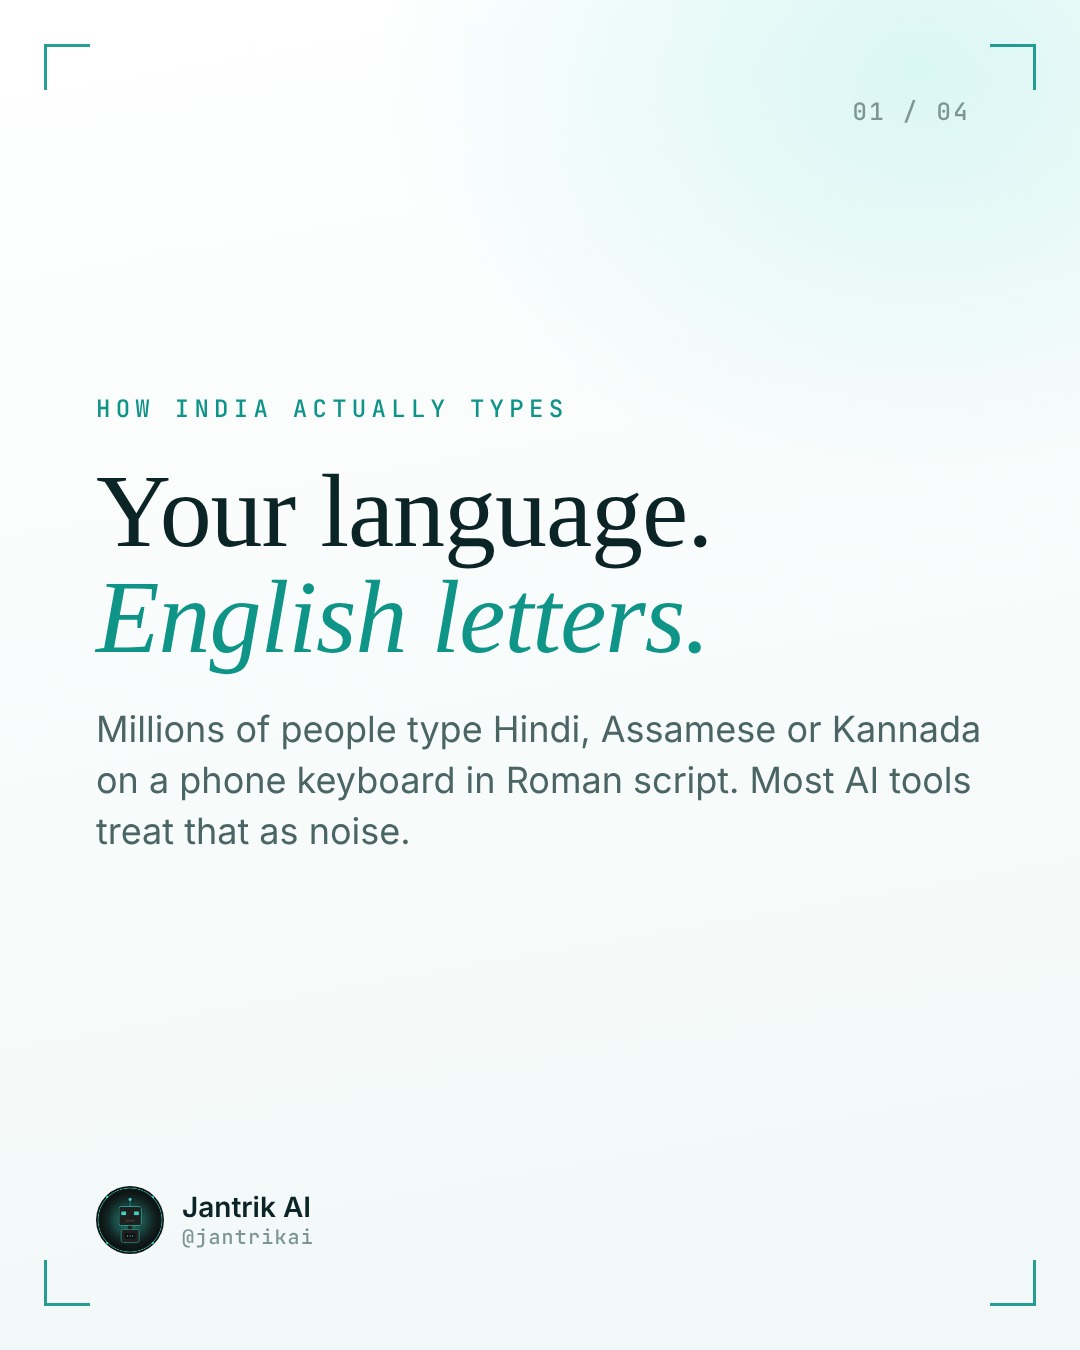 01 / 04
HOW INDIA ACTUALLY TYPES
Your language.
English letters.
Millions of people type Hindi, Assamese or Kannada
on a phone keyboard in Roman script. Most AI tools
treat that as noise.
Jantrik AI
@jantrikai